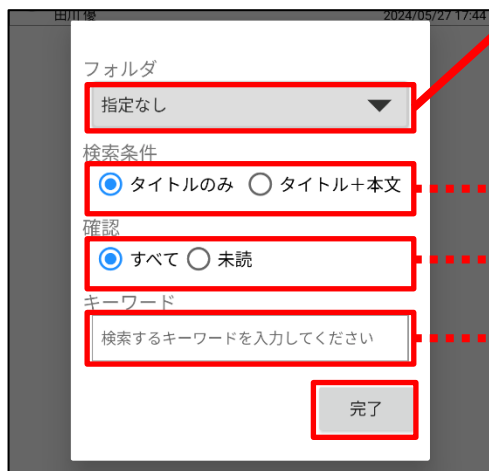 田川 優 2024/05/27 17:44
フォルダ
指定なし
検索条件
タイトルのみ タイトル＋本文
確認
すべて 未読
キーワード
検索するキーワードを入力してください
完了